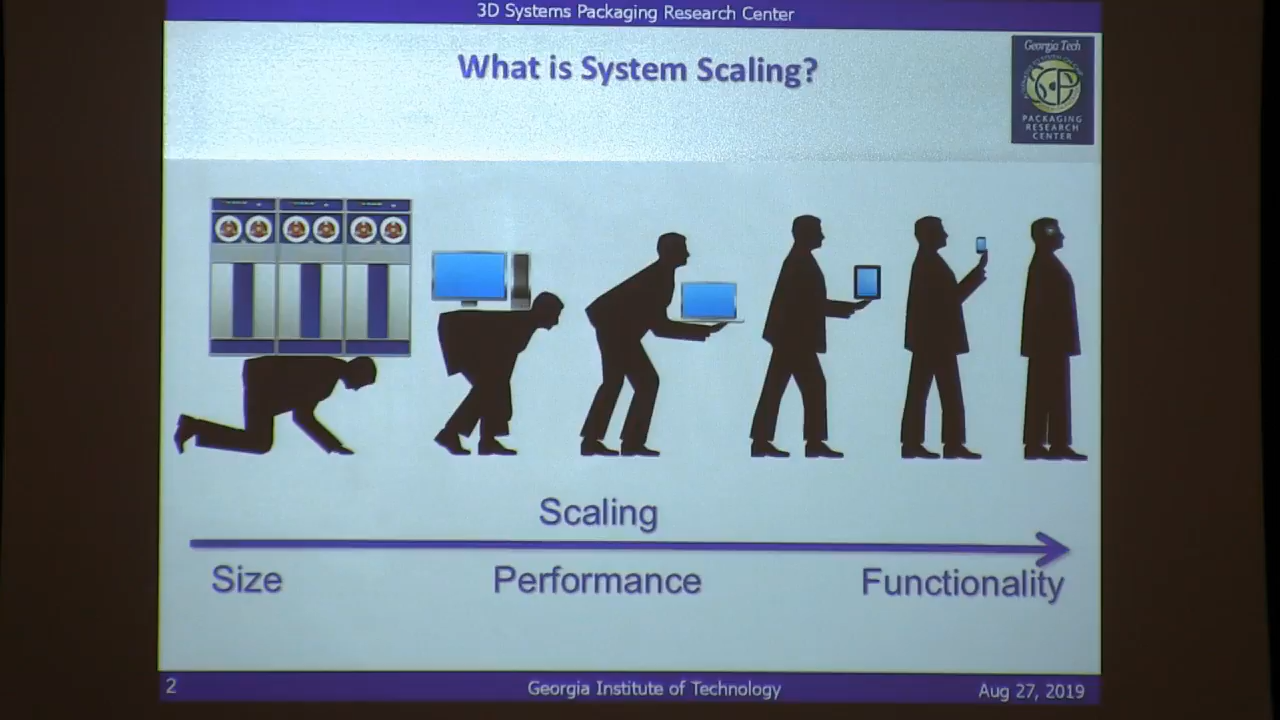 3D Systems Packaging Research Center
What is System Scaling?
Georgia Tech
PACKAGING
RESEARCH
CENTER
Scaling
Size
Performance
Functionality
2
Georgia Institute of Technology
Aug 27, 2019